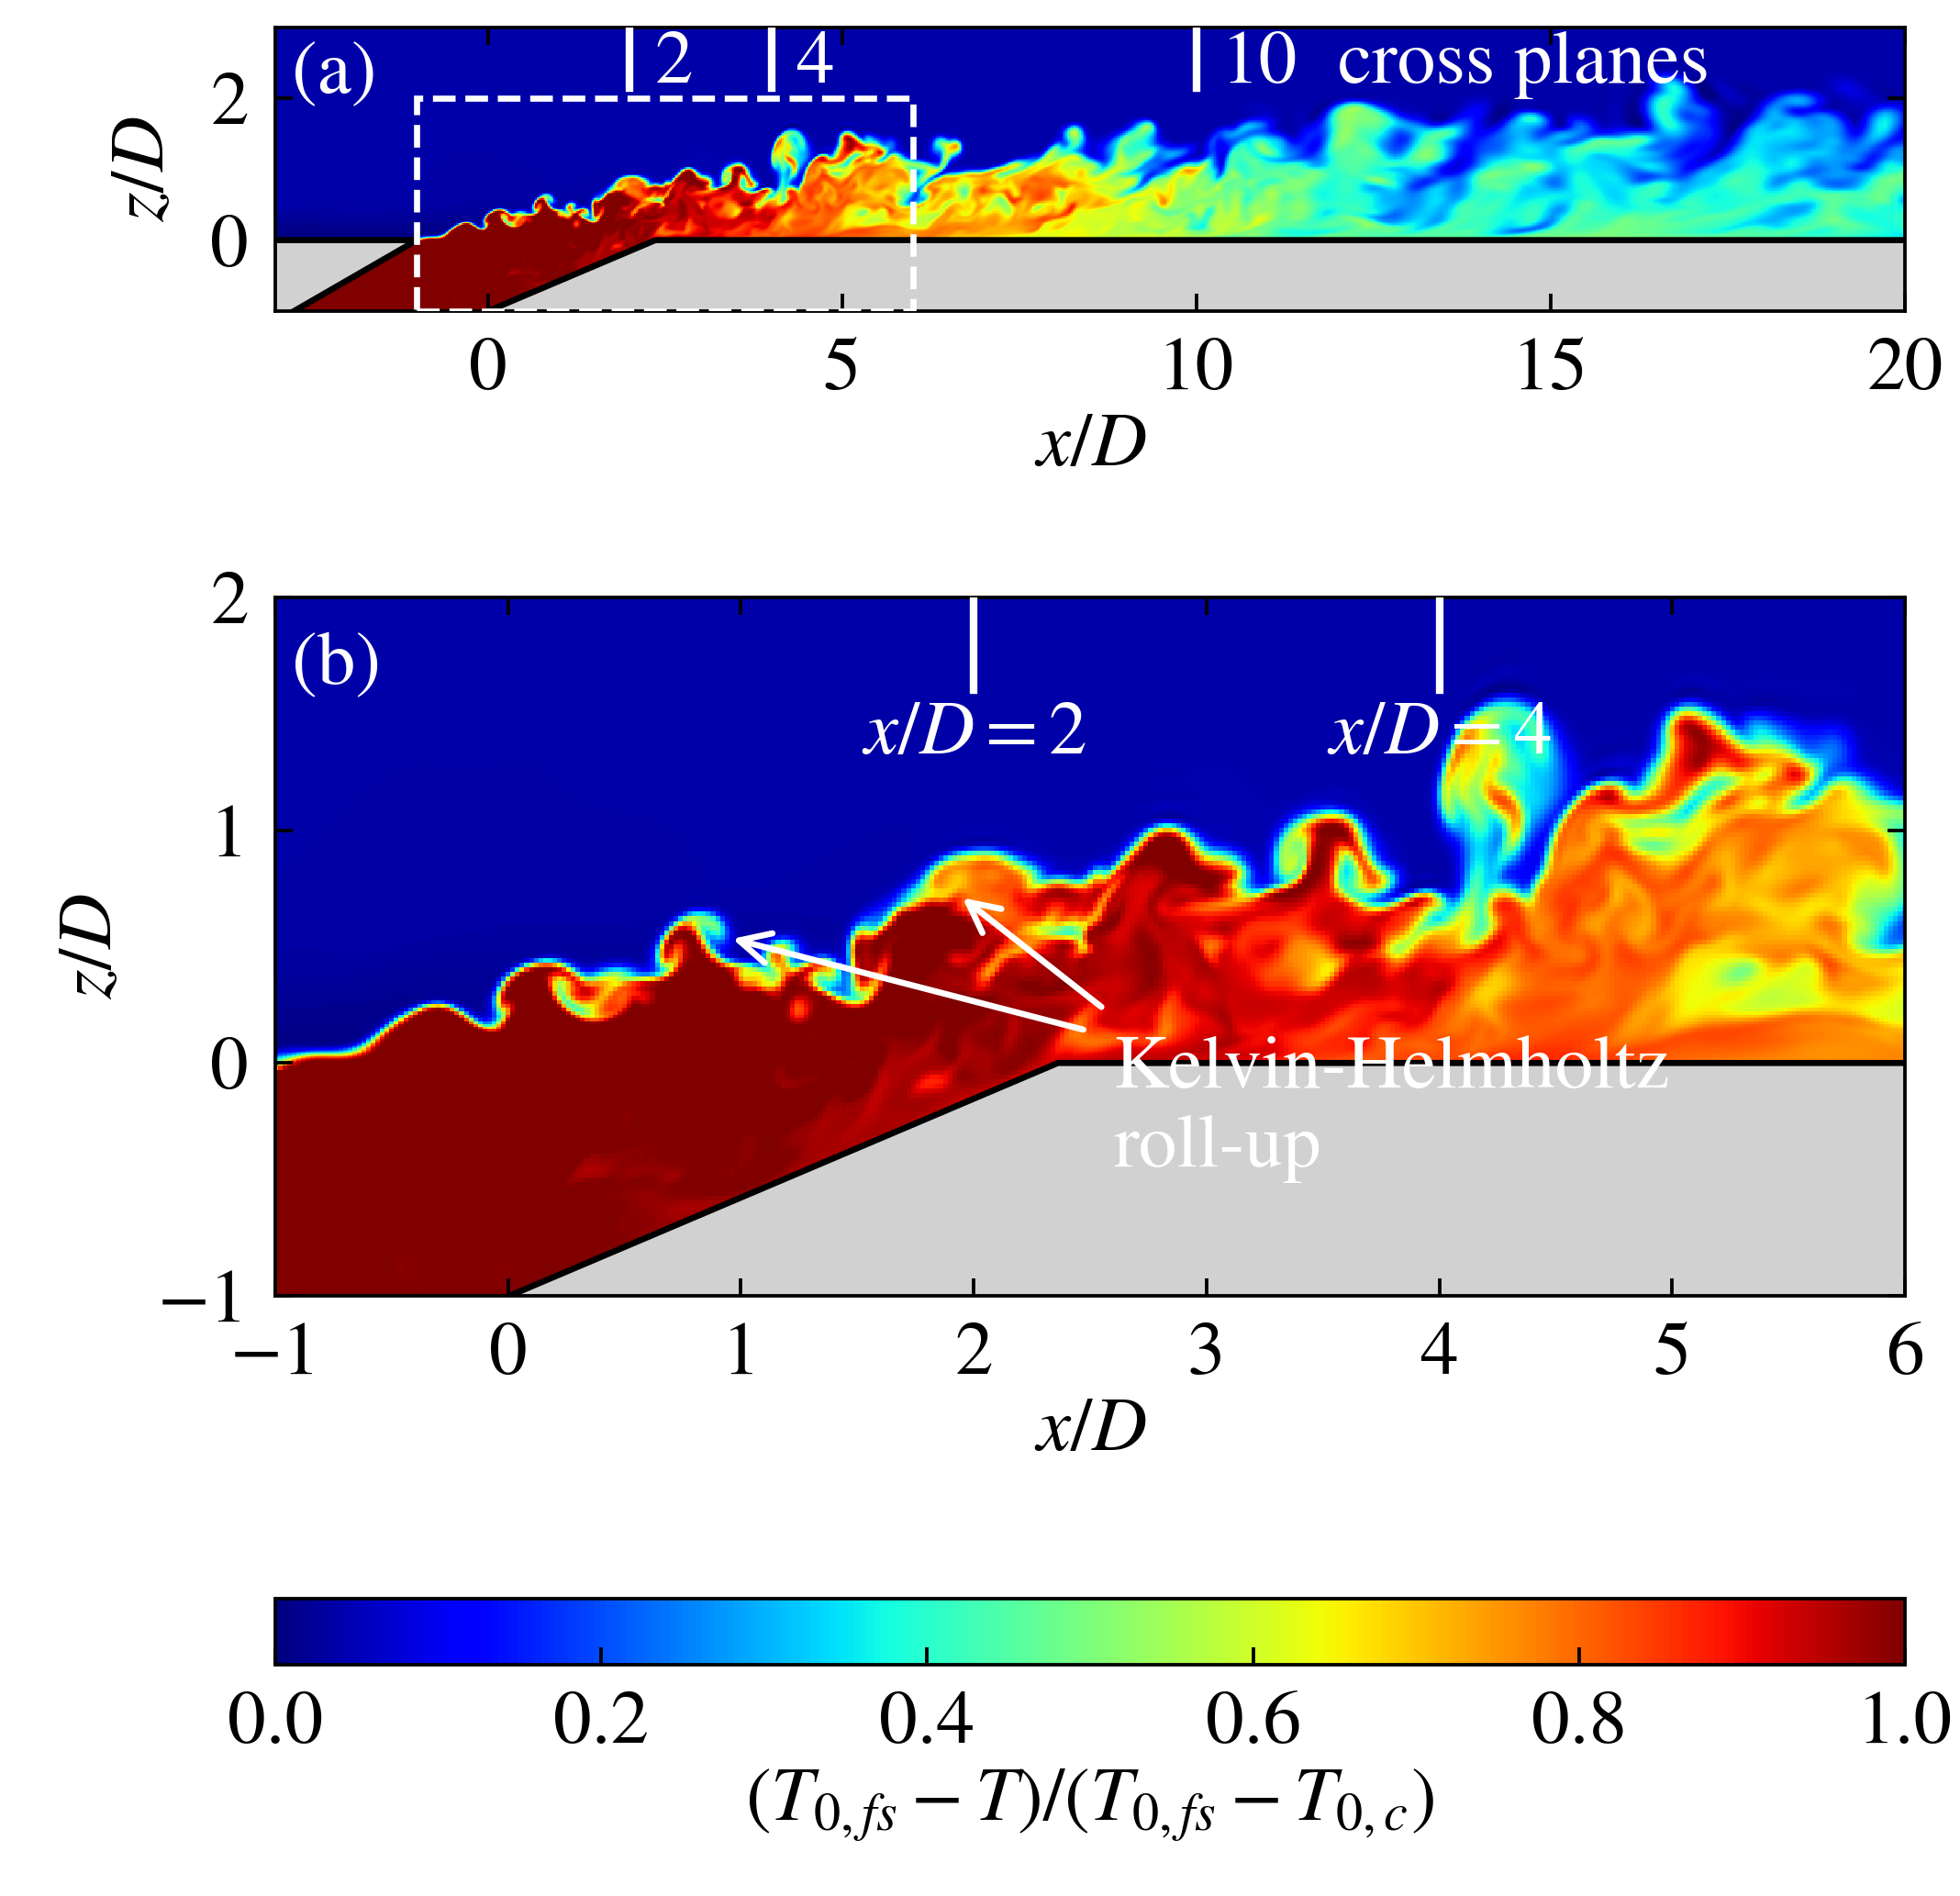 (a) 2 4 10 cross planes
2
z/D
0
0 5 10 15 20
x/D
2
(b)
x/D = 2 x/D = 4
1
z/D
0
Kelvin-Helmholtz
roll-up
−1
−1 0 1 2 3 4 5 6
x/D
0.0 0.2 0.4 0.6 0.8 1.0
(T₀,fs − T)/(T₀,fs − T₀,c)